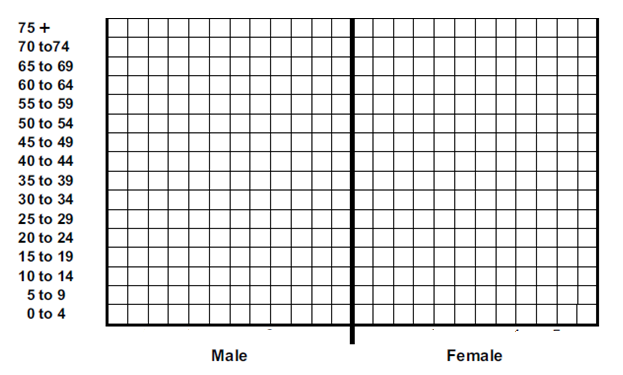 75 +
70 to74
65 to 69
60 to 64
55 to 59
50 to 54
45 to 49
40 to 44
35 to 39
30 to 34
25 to 29
20 to 24
15 to 19
10 to 14
5 to 9
0 to 4
Male Female